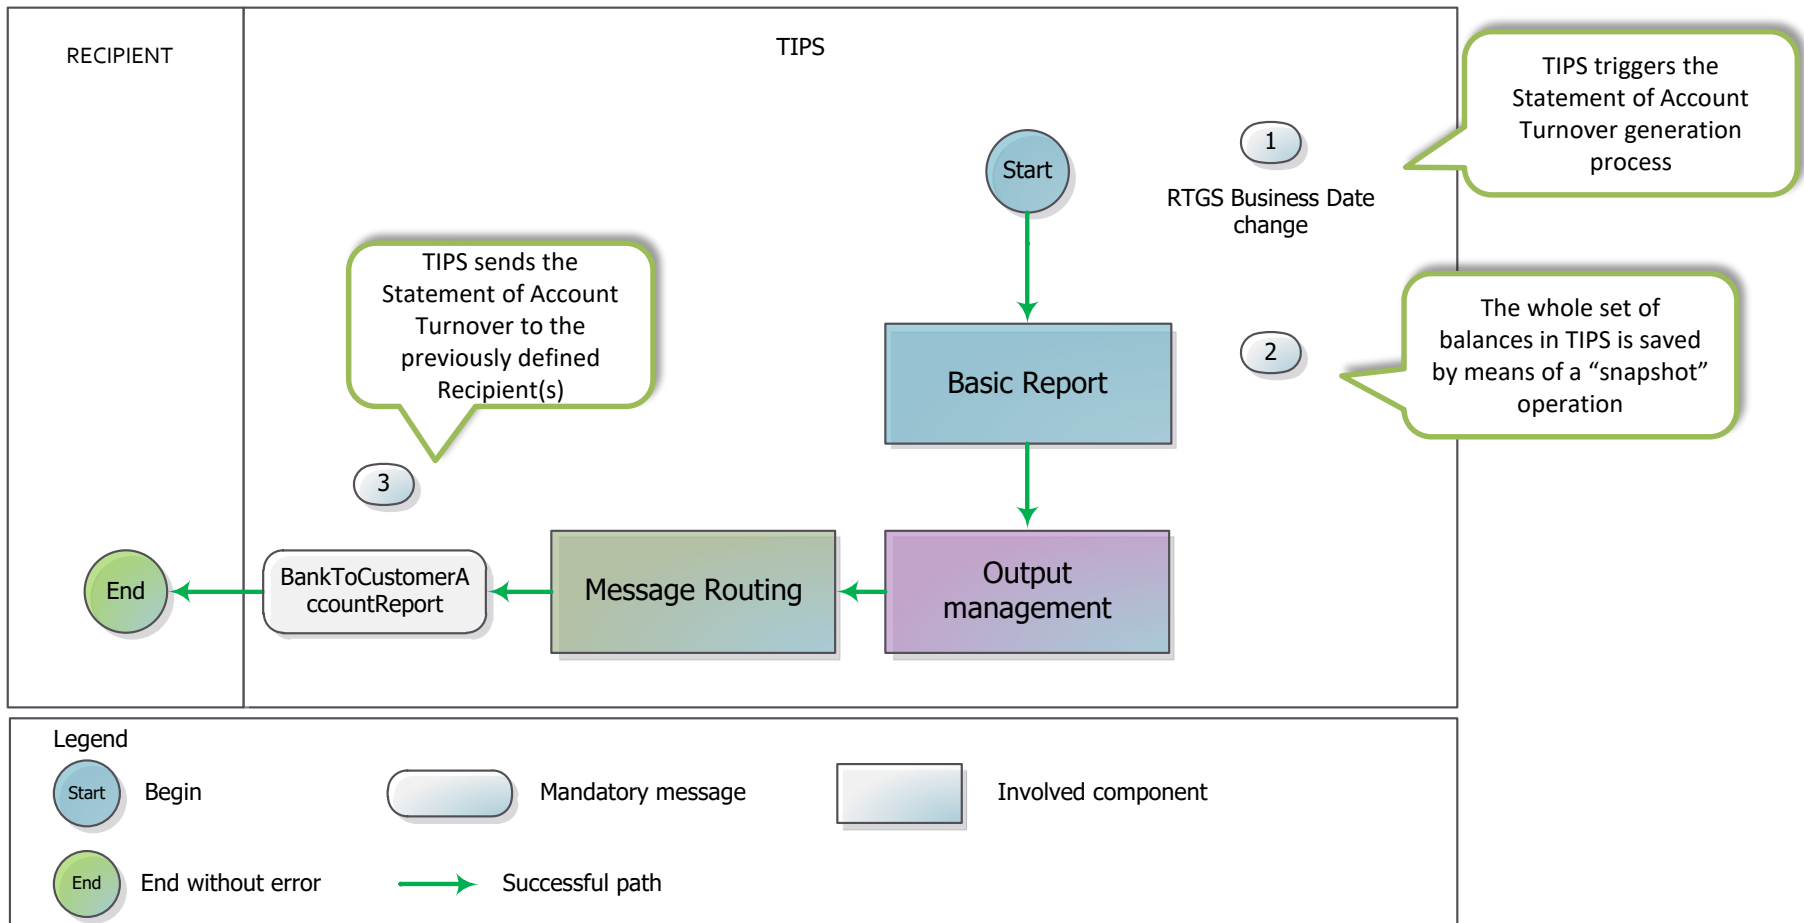 RECIPIENT
TIPS
TIPS triggers the
Statement of Account
Turnover generation
process
1
Start
RTGS Business Date
change
TIPS sends the
Statement of Account
Turnover to the
previously defined
Recipient(s)
The whole set of
balances in TIPS is saved
by means of a “snapshot”
operation
2
Basic Report
3
End
BankToCustomerA
ccountReport
Message Routing
Output
management
Legend
Start
Begin
Mandatory message
Involved component
End
End without error
Successful path